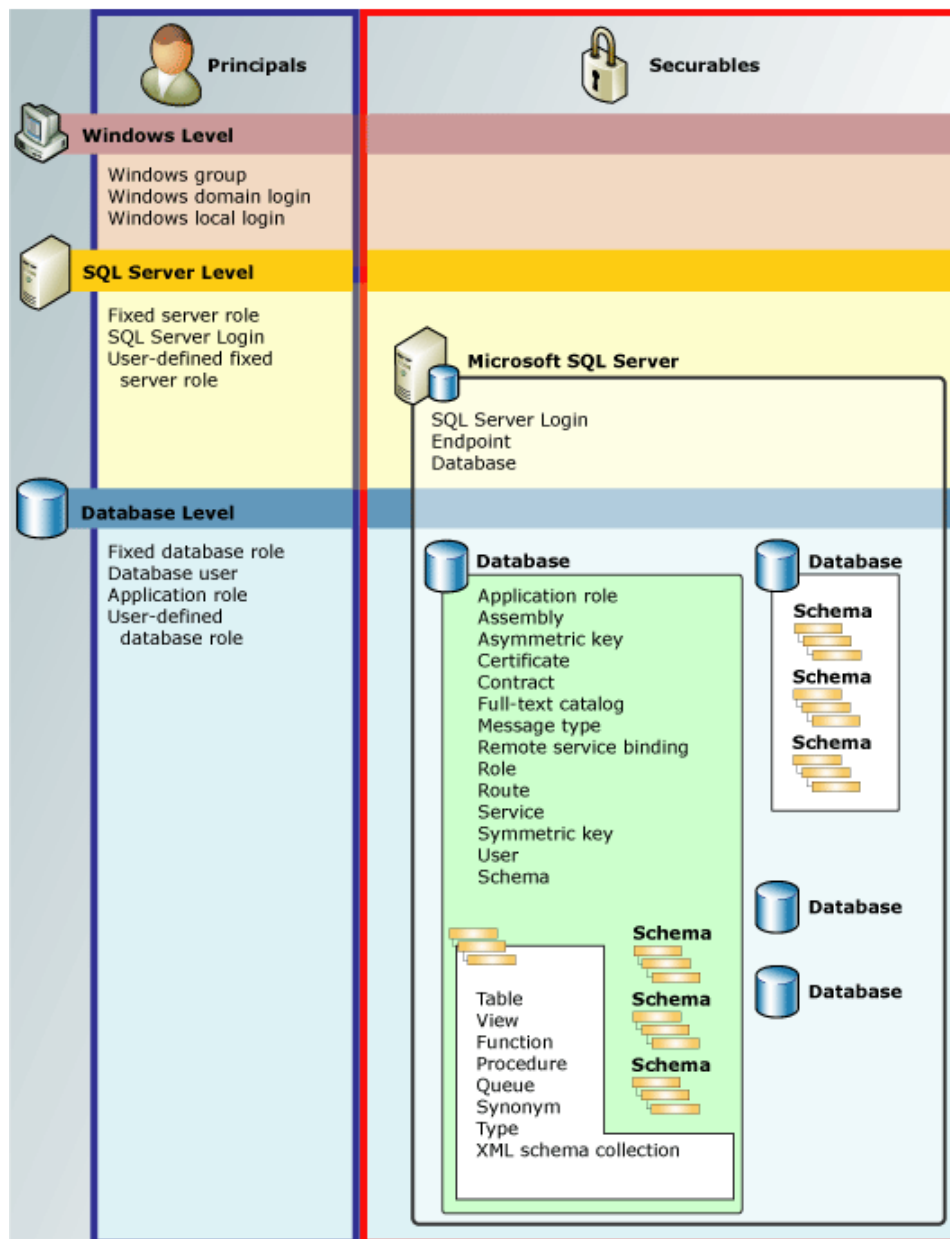 Principals
Securables
Windows Level
Windows group
Windows domain login
Windows local login
SQL Server Level
Fixed server role
SQL Server Login
User-defined fixed
server role
Microsoft SQL Server
SQL Server Login
Endpoint
Database
Database Level
Fixed database role
Database user
Application role
User-defined
database role
Database
Application role
Assembly
Asymmetric key
Certificate
Contract
Full-text catalog
Message type
Remote service binding
Role
Route
Service
Symmetric key
User
Schema
Table
View
Function
Procedure
Queue
Synonym
Type
XML schema collection
Schema
Schema
Schema
Database
Schema
Schema
Schema
Database
Database